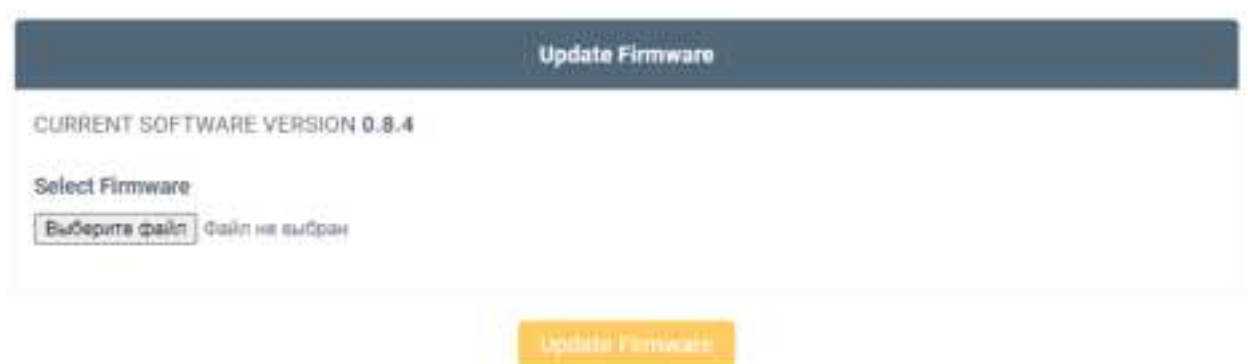 Update Firmware
CURRENT SOFTWARE VERSION 0.8.4
Select Firmware
Выберите файл Файл не выбран
Update Firmware